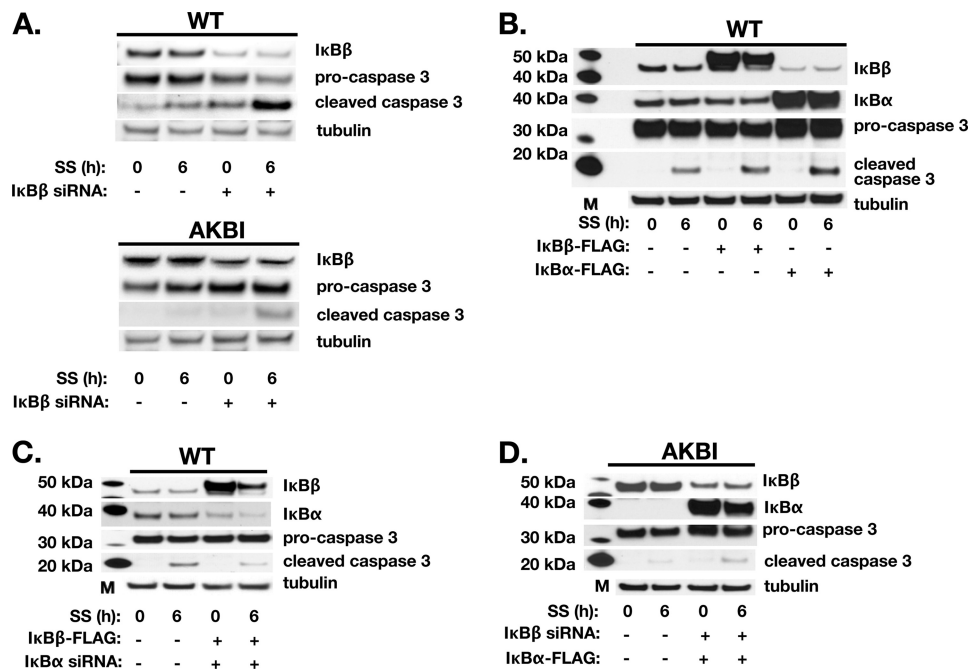 A.
WT
IκBβ
pro-caspase 3
cleaved caspase 3
tubulin
SS (h): 0 6 0 6
IκBβ siRNA: - - + +
AKBI
IκBβ
pro-caspase 3
cleaved caspase 3
tubulin
SS (h): 0 6 0 6
IκBβ siRNA: - - + +
B.
WT
50 kDa
IκBβ
40 kDa
40 kDa
IκBα
pro-caspase 3
30 kDa
20 kDa
cleaved
caspase 3
M
tubulin
SS (h): 0 6 0 6 0 6
IκBβ-FLAG: - - + + - -
IκBα-FLAG: - - - - + +
C.
WT
50 kDa
IκBβ
40 kDa
IκBα
30 kDa
pro-caspase 3
20 kDa
cleaved caspase 3
M
tubulin
SS (h): 0 6 0 6
IκBβ-FLAG: - - + +
IκBα siRNA: - - + +
D.
AKBI
50 kDa
IκBβ
40 kDa
IκBα
30 kDa
pro-caspase 3
20 kDa
cleaved caspase 3
M
tubulin
SS (h): 0 6 0 6
IκBβ siRNA: - - + +
IκBα-FLAG: - - + +